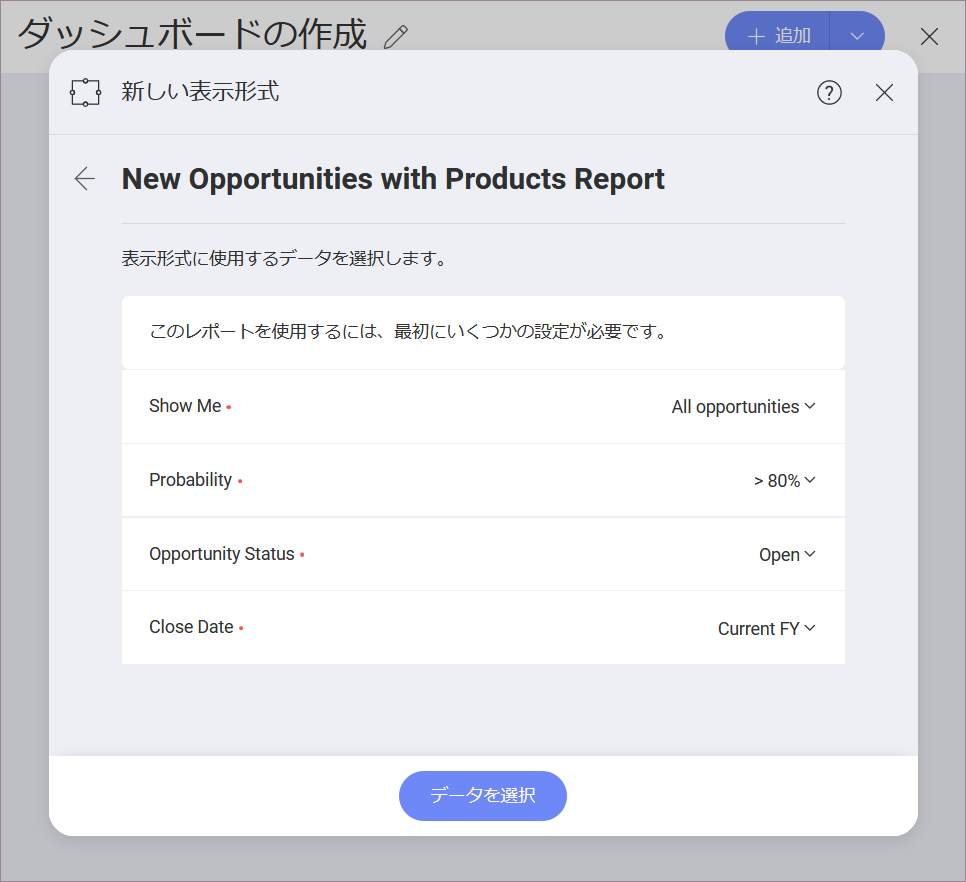 ダッシュボードの作成
追加
新しい表示形式
New Opportunities with Products Report
表示形式に使用するデータを選択します。
このレポートを使用するには、最初にいくつかの設定が必要です。
Show Me • All opportunities
Probability • > 80%
Opportunity Status • Open
Close Date • Current FY
データを選択